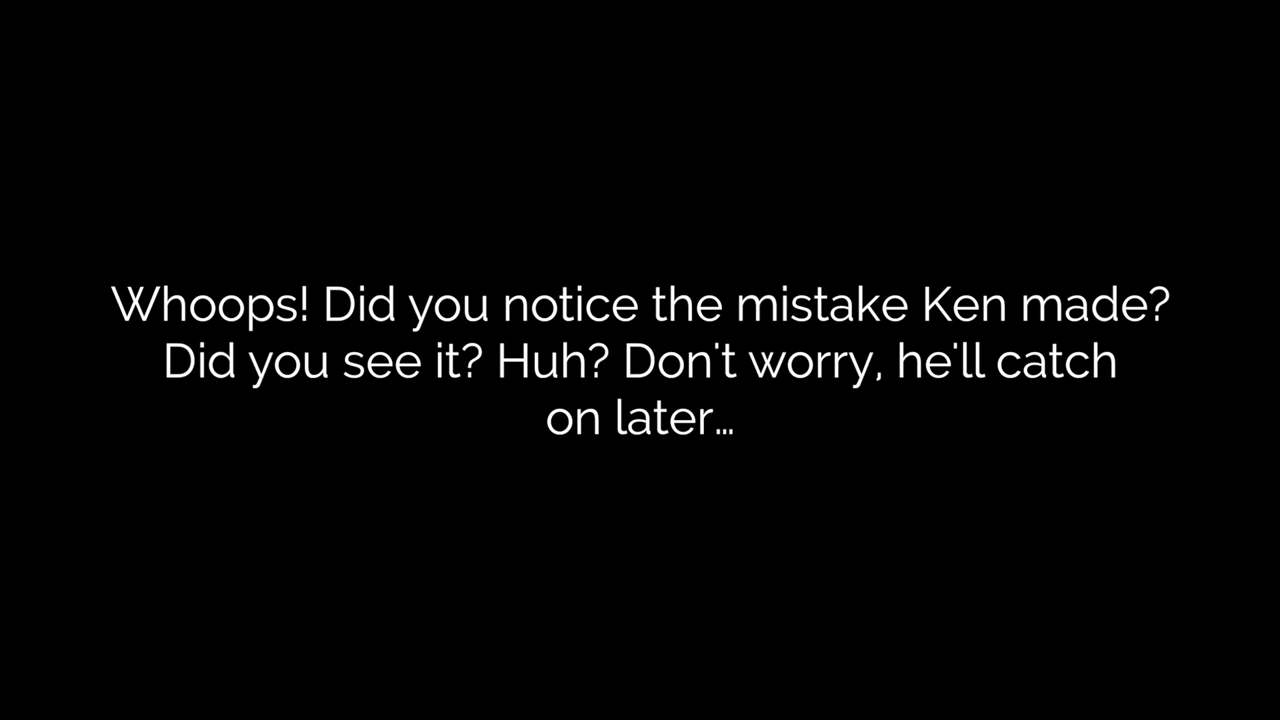 Whoops! Did you notice the mistake Ken made?
Did you see it? Huh? Don't worry, he'll catch
on later...